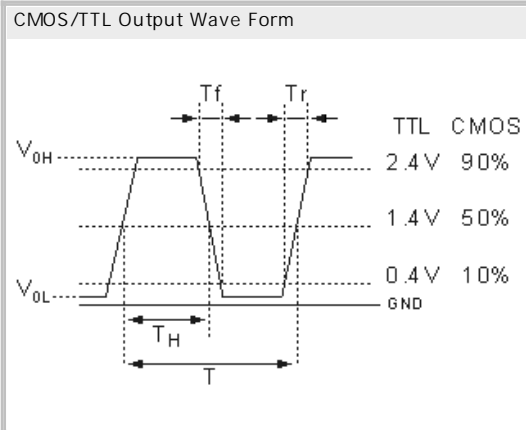 CMOS/TTL Output Wave Form
Tf Tr
TTL CMOS
V0H
2.4V 90%
1.4V 50%
0.4V 10%
V0L
GND
TH
T